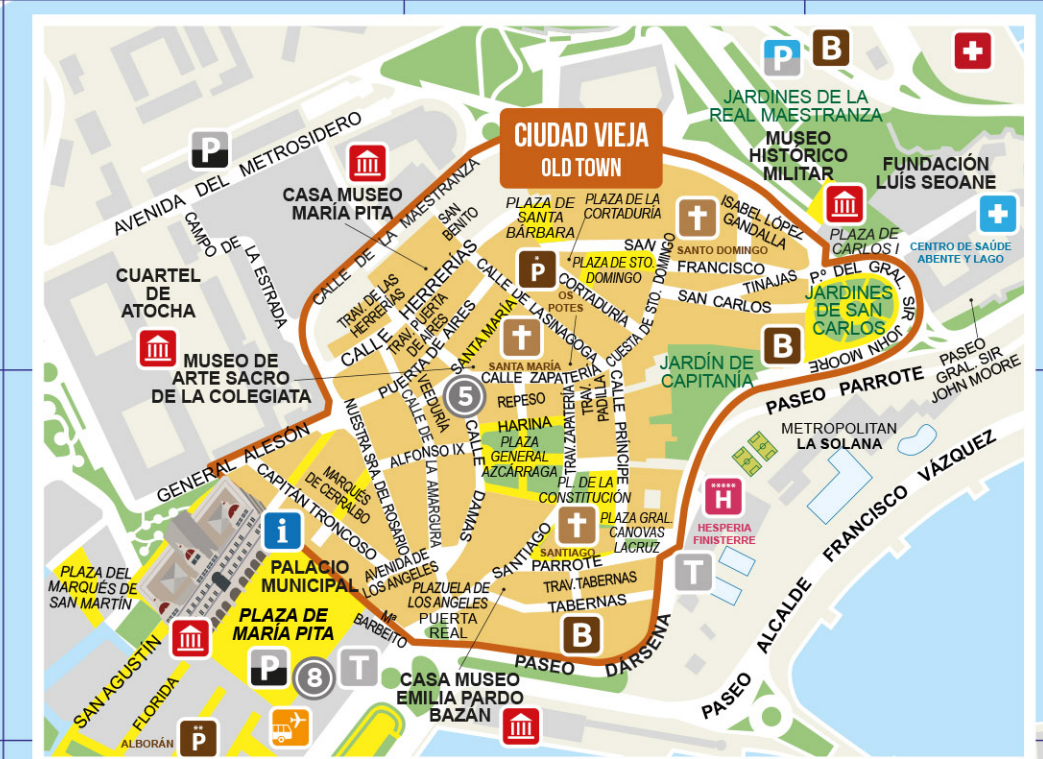 CIUDAD VIEJA
OLD TOWN
P
B
JARDINES DE LA
REAL MAESTRANZA
MUSEO
HISTÓRICO
MILITAR
FUNDACIÓN
LUÍS SEOANE
PLAZA DE
CARLOS I
CENTRO DE SAÚDE
ABENTE Y LAGO
P
AVENIDA DEL METROSIDERO
CASA MUSEO
MARÍA PITA
CAMPO DE LA ESTRADA
CALLE DE LA MAESTRANZA
SAN
BENITO
PLAZA DE
SANTA
BÁRBARA
PLAZA DE LA
CORTADURÍA
SANTO DOMINGO
ISABEL LÓPEZ
GANDALLA
SAN FRANCISCO
PLAZA DE STO.
DOMINGO
TINAJAS
SAN CARLOS
Pº DEL GRAL SIR JOHN MOORE
JARDINES
DE SAN
CARLOS
CUARTEL
DE
ATOCHA
TRAV. DE LAS
HERRERÍAS
CALLE HERRERÍAS
TRAV. PUERTA
DE AIRES
PUERTA DE AIRES
P
CALLE DE LA SINAGOGA
CORTADURÍA
OS
POTES
CUESTA DE STO. DOMINGO
SANTA MARÍA
SANTA MARÍA
MUSEO DE
ARTE SACRO
DE LA COLEGIATA
B
JARDÍN DE
CAPITANÍA
5
CALLE ZAPATERÍA
REPESO
HARINA
PLAZA
GENERAL
AZCÁRRAGA
TRAV. ZAPATERÍA
TRAV.
PADILLA
CALLE PRÍNCIPE
PASEO PARROTE
PASEO
GRAL. SIR
JOHN MOORE
METROPOLITAN
LA SOLANA
VEEDURIA
CALLE DE LA AMARGURA
NUESTRA SRA DEL ROSARIO
ALFONSO IX
CALLE DAMAS
GENERAL ALESÓN
CAPITÁN TRONCOSO
MARQUÉS
DE CERRALBO
PL. DE LA
CONSTITUCIÓN
PLAZA GRAL.
CANOVAS
LACRUZ
SANTIAGO
SANTIAGO
PARROTE
TRAV. TABERNAS
TABERNAS
H
HESPERIA
FINISTERRE
T
i
PALACIO
MUNICIPAL
AVENIDA DE
LOS ANGELES
PLAZUELA DE
LOS ANGELES
PUERTA
REAL
Mª
BARBEITO
PLAZA DEL
MARQUÉS DE
SAN MARTÍN
PLAZA DE
MARÍA PITA
P
8
T
B
PASEO DÁRSENA
CASA MUSEO
EMILIA PARDO
BAZÁN
SAN AGUSTÍN
FLORIDA
ALBORÁN
P
PASEO ALCALDE FRANCISCO VÁZQUEZ